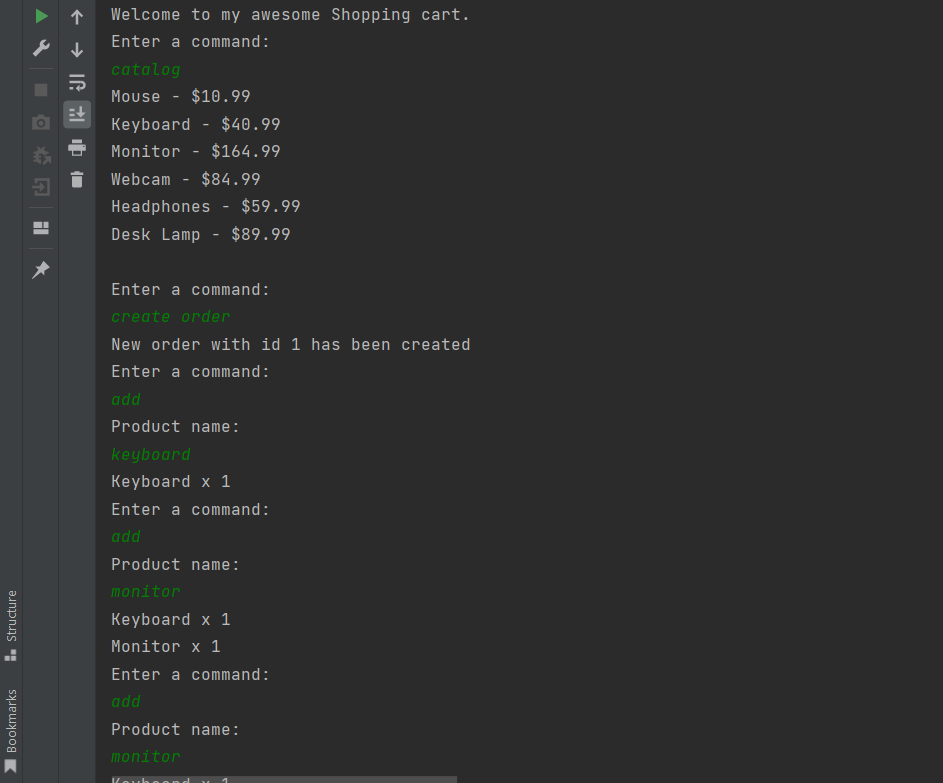 Welcome to my awesome Shopping cart.
Enter a command:
catalog
Mouse - $10.99
Keyboard - $40.99
Monitor - $164.99
Webcam - $84.99
Headphones - $59.99
Desk Lamp - $89.99
Enter a command:
create order
New order with id 1 has been created
Enter a command:
add
Product name:
keyboard
Keyboard x 1
Enter a command:
add
Product name:
monitor
Keyboard x 1
Monitor x 1
Enter a command:
add
Product name:
monitor
Keyboard x 1
Structure
Bookmarks